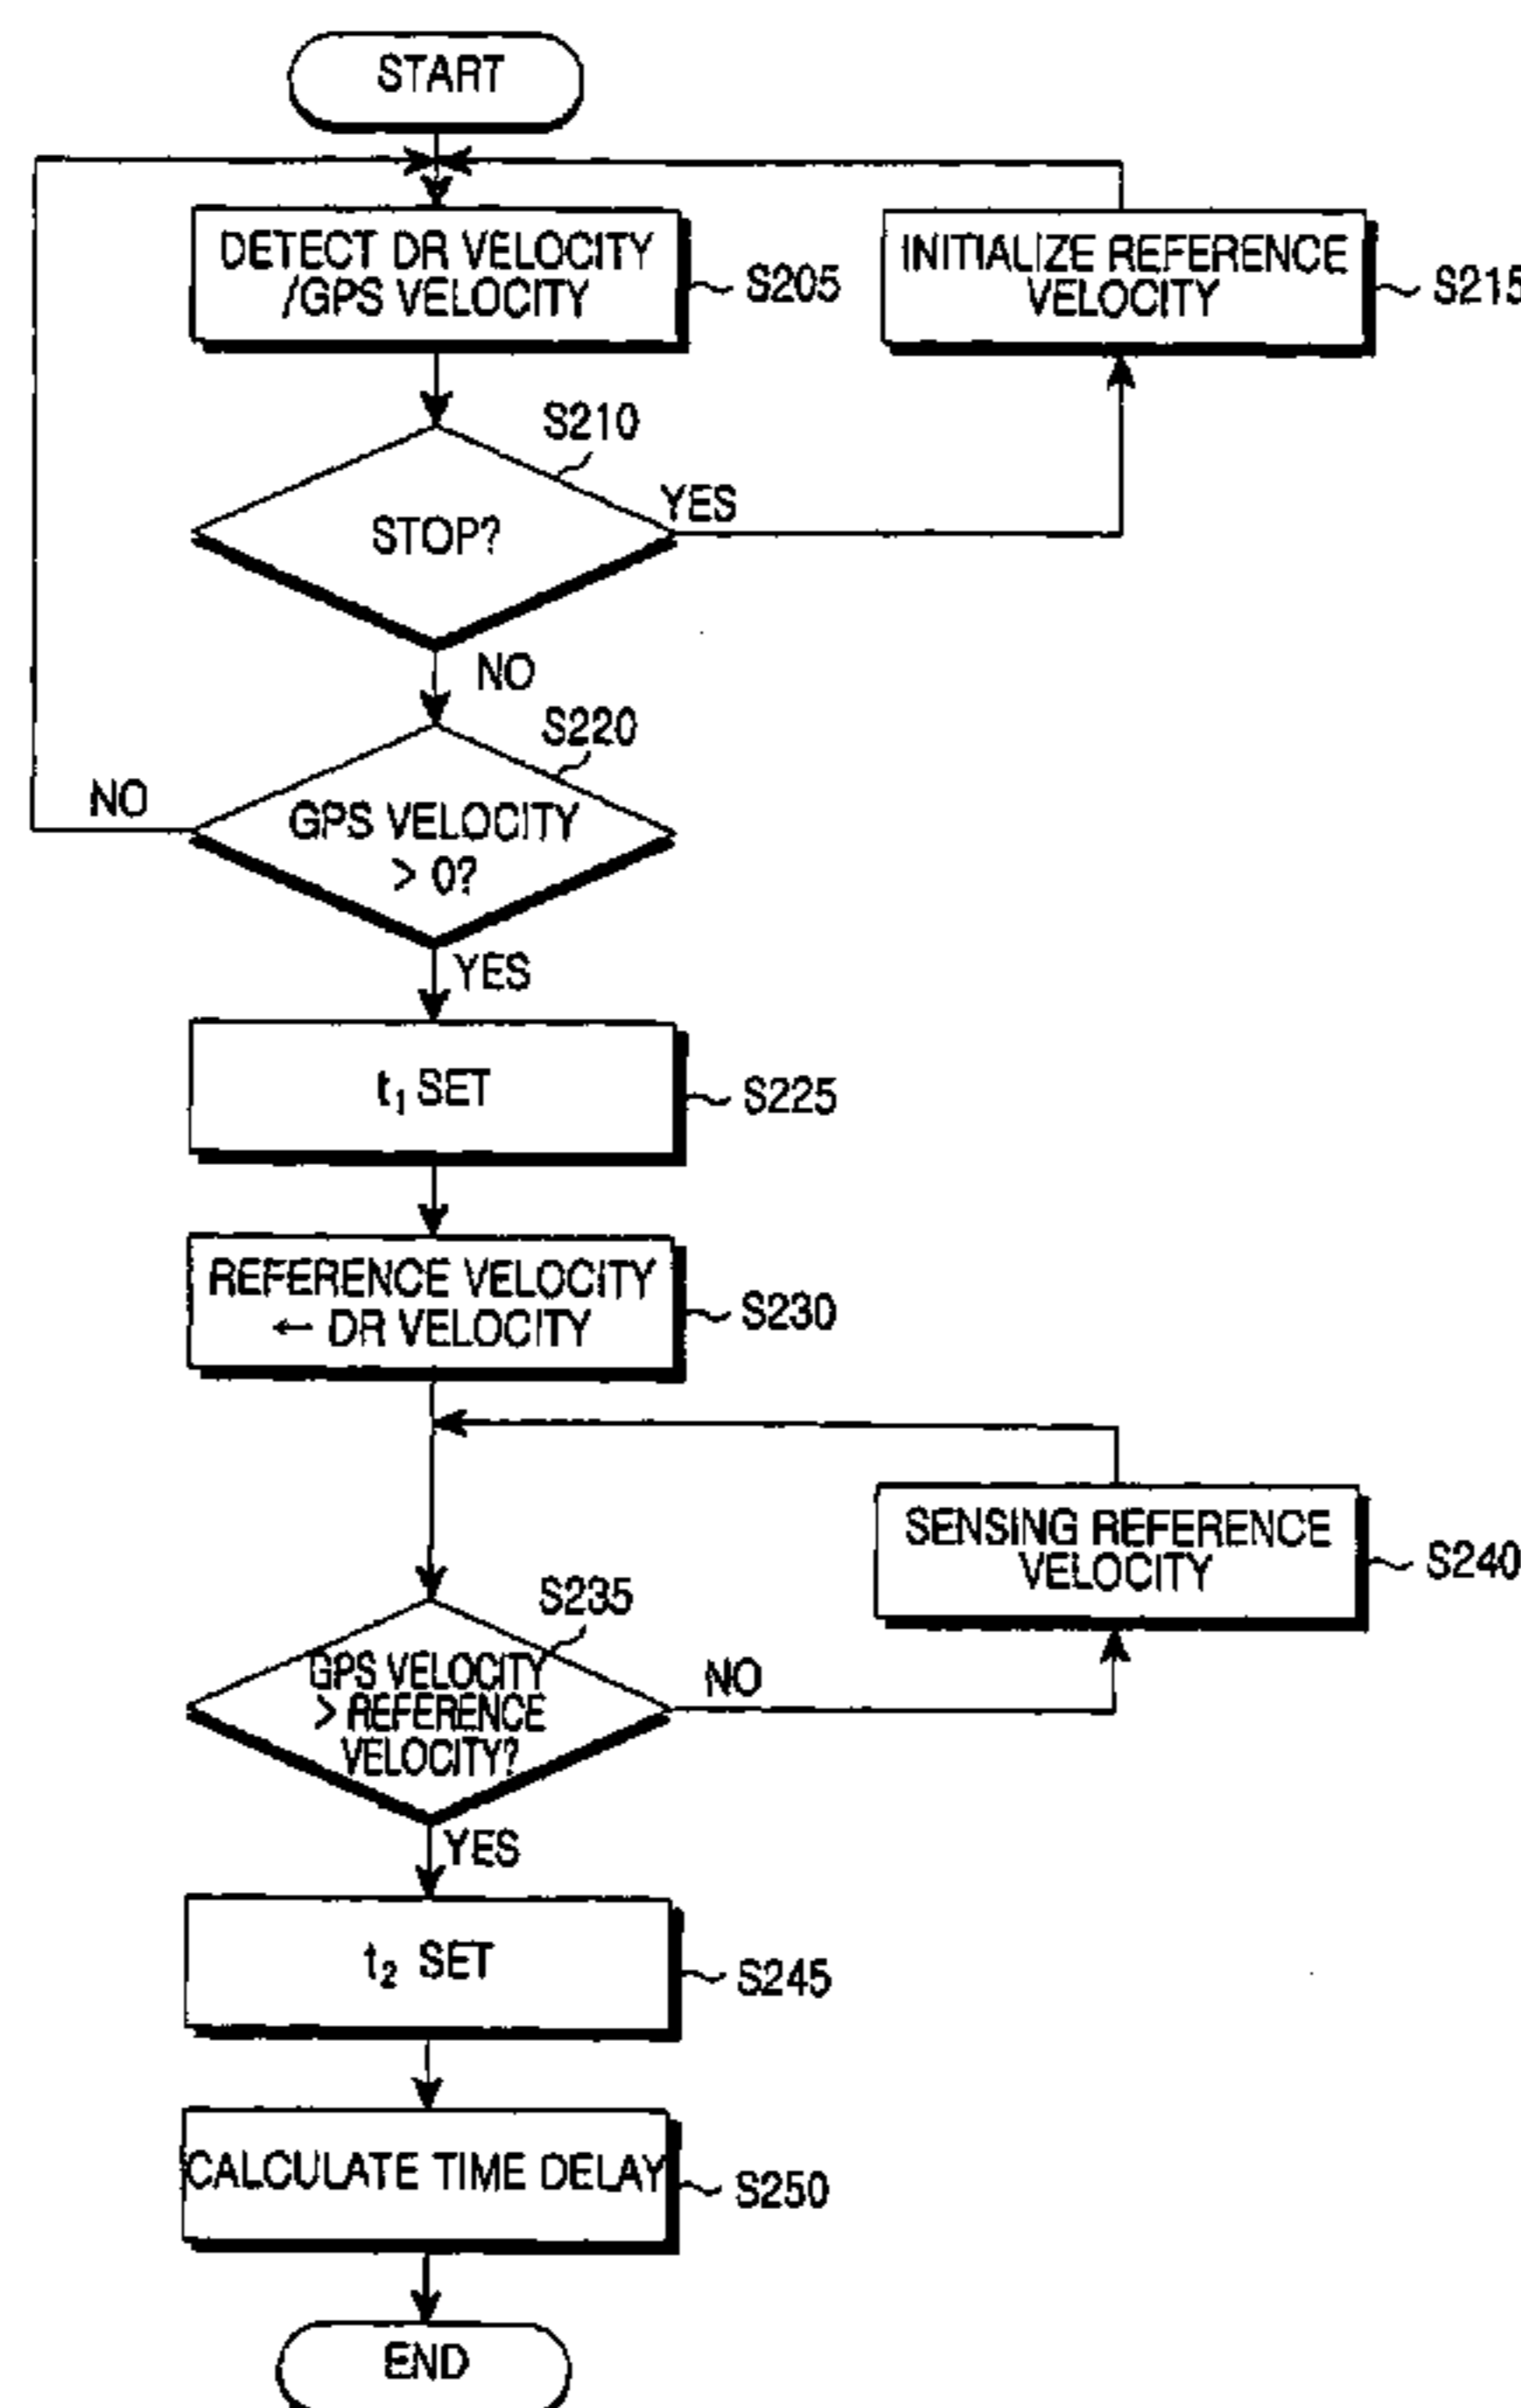 START
DETECT DR VELOCITY
/GPS VELOCITY
S205
INITIALIZE REFERENCE
VELOCITY
S215
S210
STOP?
YES
NO
S220
GPS VELOCITY
> 0?
NO
YES
t₁ SET
S225
REFERENCE VELOCITY
← DR VELOCITY
S230
SENSING REFERENCE
VELOCITY
S240
S235
GPS VELOCITY
> REFERENCE
VELOCITY?
NO
YES
t₂ SET
S245
CALCULATE TIME DELAY
S250
END